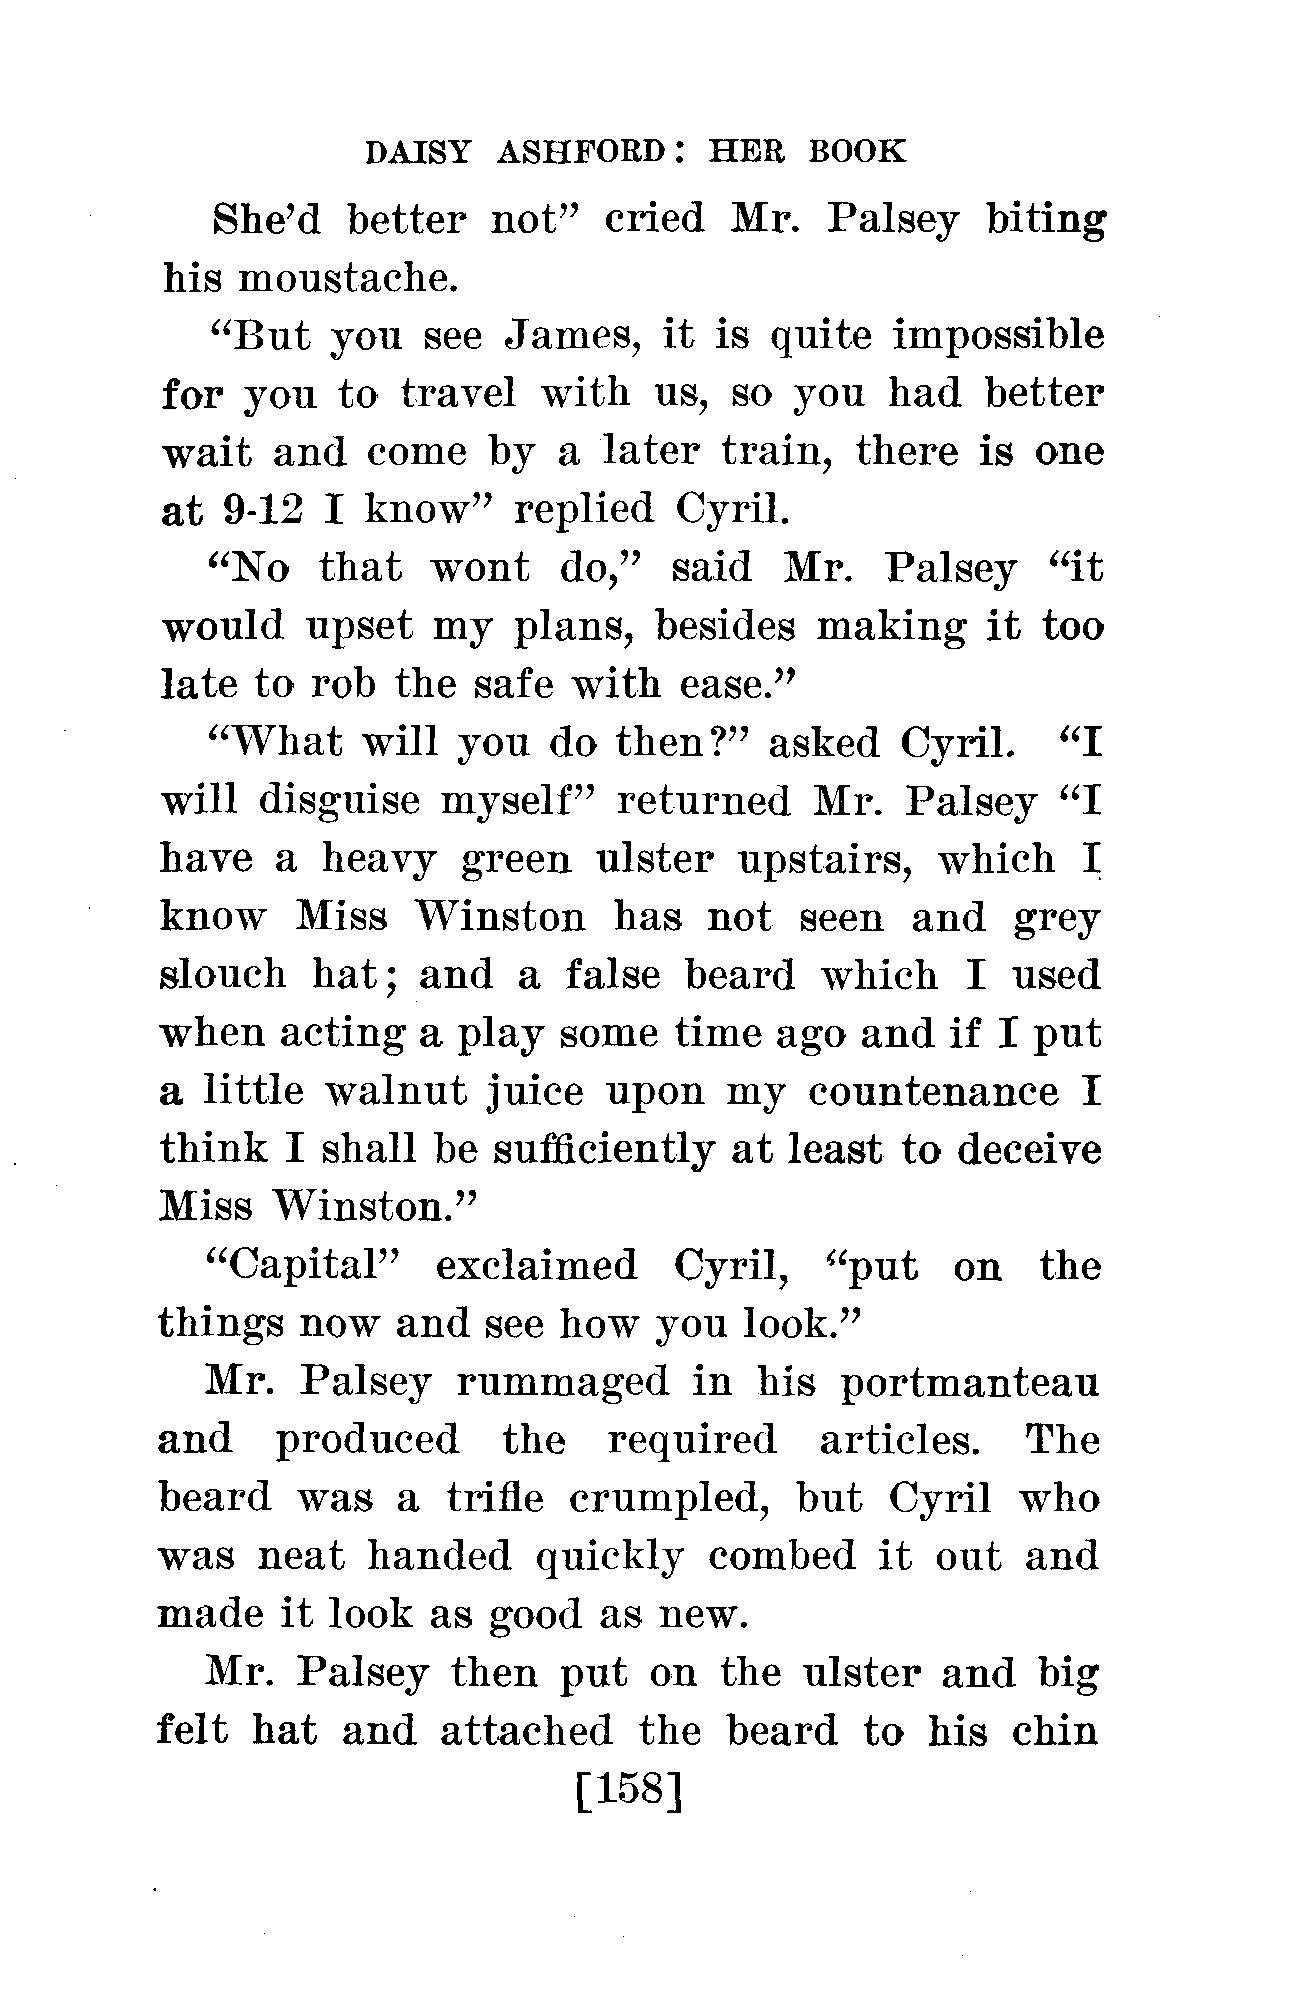 DAISY ASHFORD: HER BOOK
She'd better not” cried Mr. Palsey biting
his moustache.
“But you see James, it is quite impossible
for you to travel with us, so you had better
wait and come by a later train, there is one
at 9-12 I know” replied Cyril.
“No that wont do,” said Mr. Palsey “it
would upset my plans, besides making it too
late to rob the safe with ease.”
“What will you do then?” asked Cyril. “I
will disguise myself” returned Mr. Palsey “I
have a heavy green ulster upstairs, which I
know Miss Winston has not seen and grey
slouch hat; and a false beard which I used
when acting a play some time ago and if I put
a little walnut juice upon my countenance I
think I shall be sufficiently at least to deceive
Miss Winston.”
“Capital” exclaimed Cyril, “put on the
things now and see how you look.”
Mr. Palsey rummaged in his portmanteau
and produced the required articles. The
beard was a trifle crumpled, but Cyril who
was neat handed quickly combed it out and
made it look as good as new.
Mr. Palsey then put on the ulster and big
felt hat and attached the beard to his chin
[158]